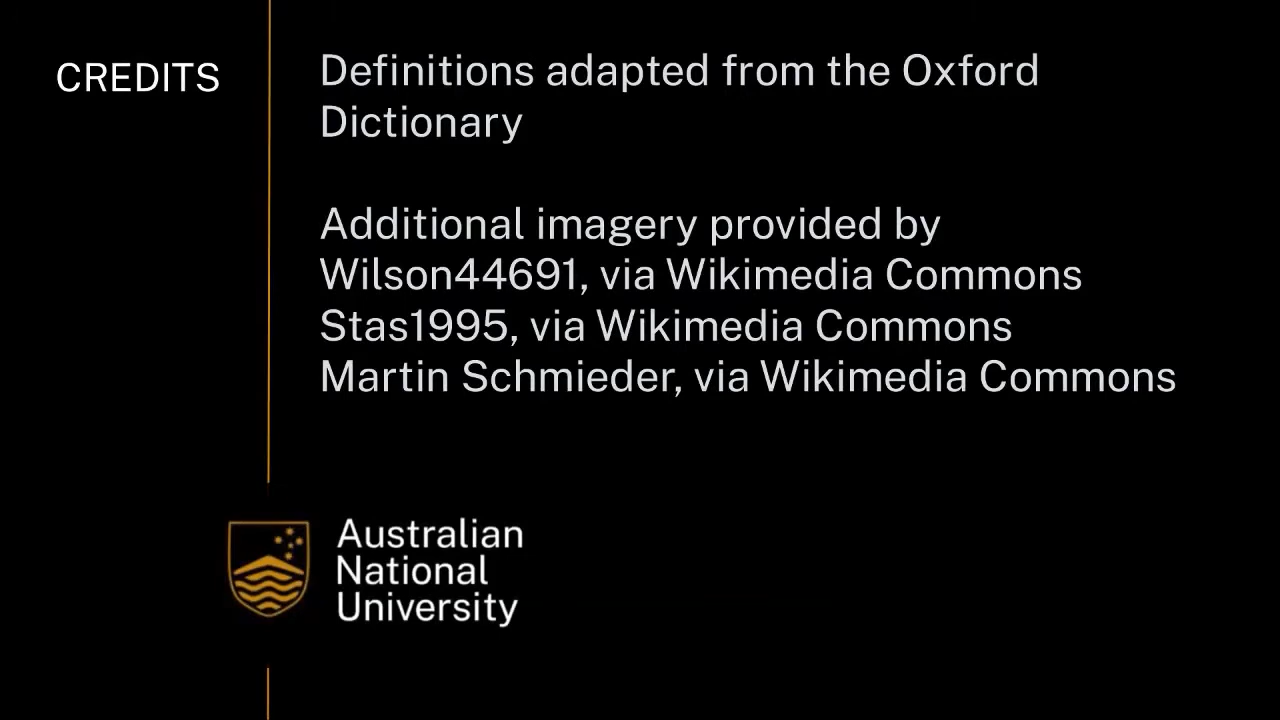 CREDITS
Definitions adapted from the Oxford
Dictionary
Additional imagery provided by
Wilson44691, via Wikimedia Commons
Stas1995, via Wikimedia Commons
Martin Schmieder, via Wikimedia Commons
Australian
National
University